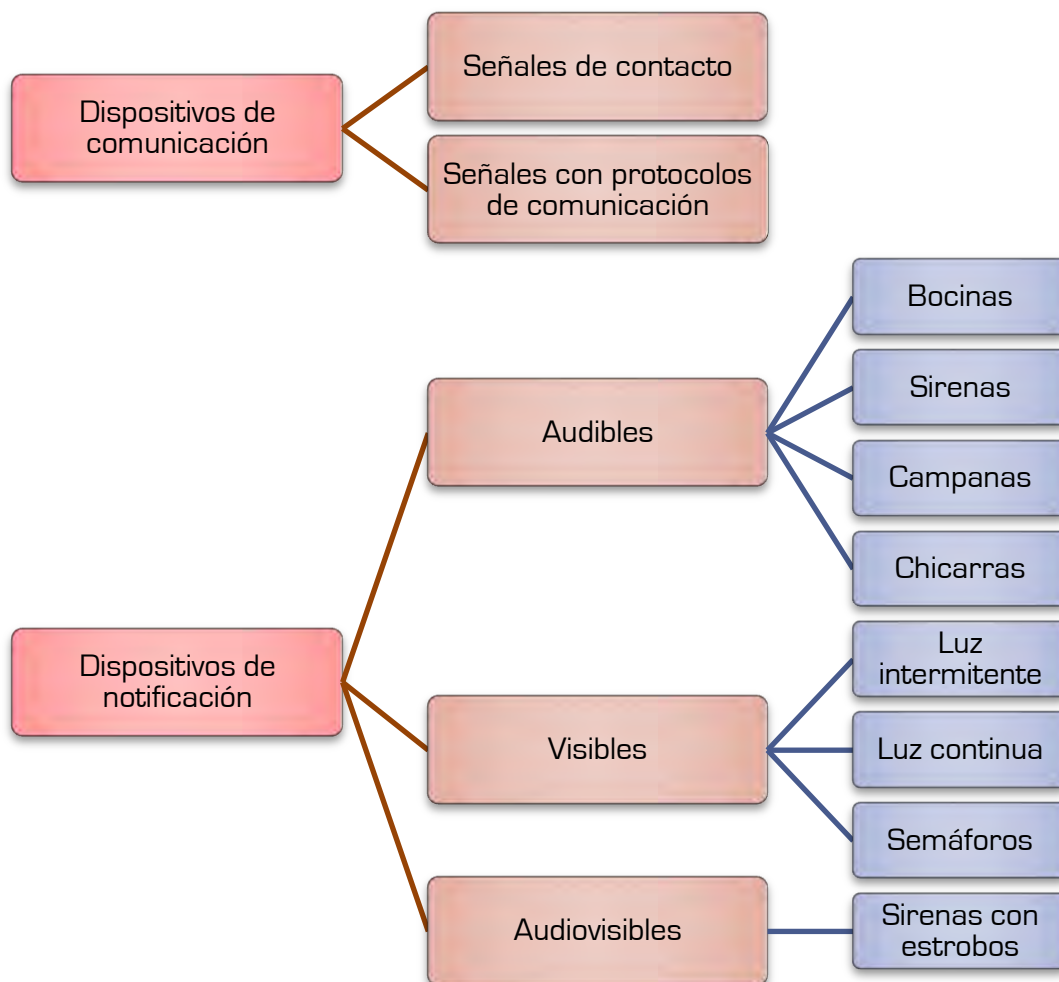 Dispositivos de
comunicación
Señales de contacto
Señales con protocolos
de comunicación
Dispositivos de
notificación
Audibles
Bocinas
Sirenas
Campanas
Chicarras
Visibles
Luz
intermitente
Luz continua
Semáforos
Audiovisibles
Sirenas con
estrobos